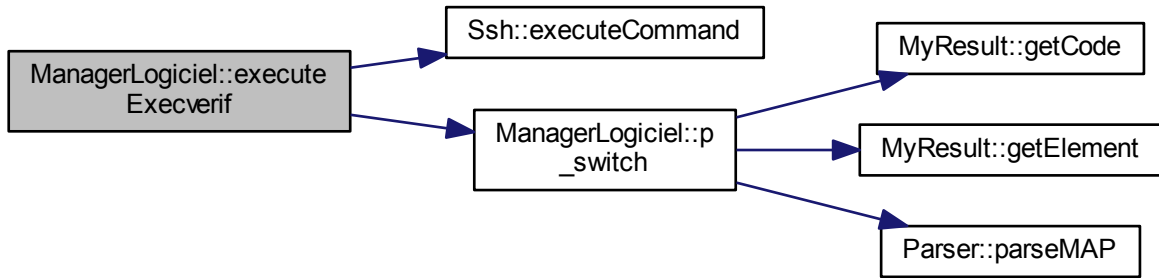 ManagerLogiciel::execute
Execverif
Ssh::executeCommand
ManagerLogiciel::p
_switch
MyResult::getCode
MyResult::getElement
Parser::parseMAP